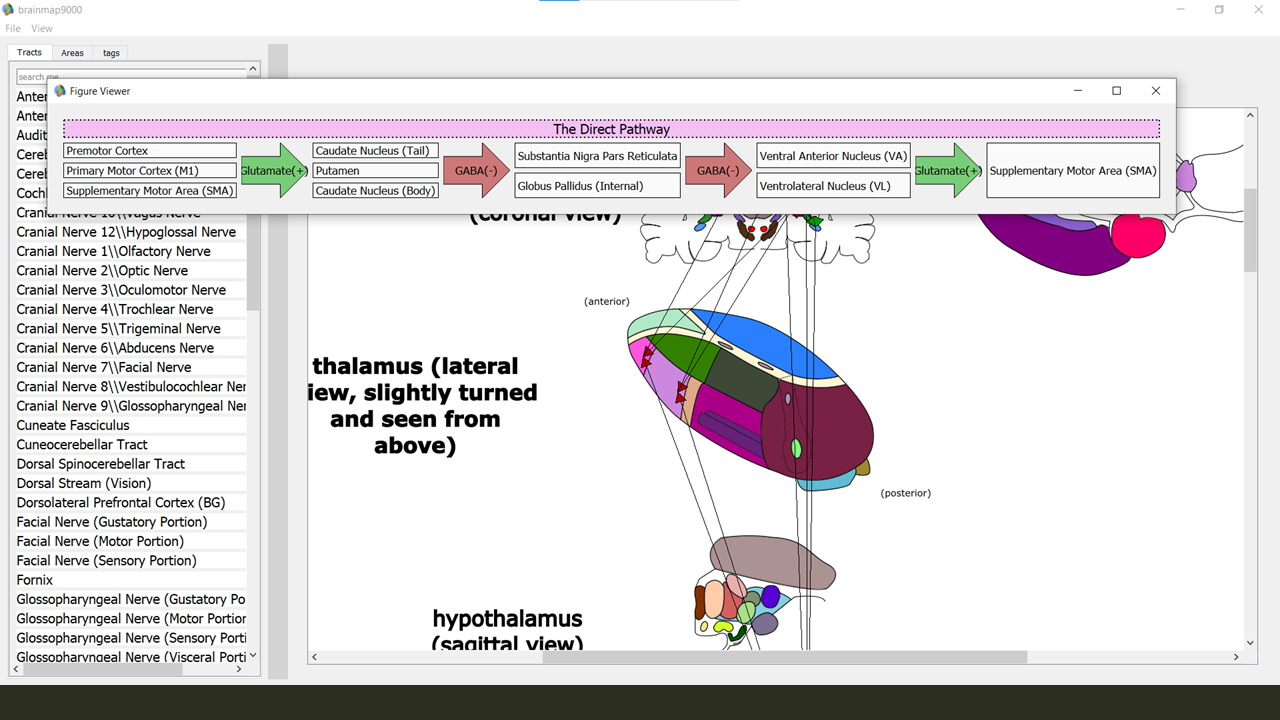 brainmap9000
File View
Tracts Areas tags
search me
Figure Viewer
The Direct Pathway
Premotor Cortex
Primary Motor Cortex (M1)
Supplementary Motor Area (SMA)
Glutamate(+)
Caudate Nucleus (Tail)
Putamen
Caudate Nucleus (Body)
GABA(-)
Substantia Nigra Pars Reticulata
Globus Pallidus (Internal)
GABA(-)
Ventral Anterior Nucleus (VA)
Ventrolateral Nucleus (VL)
Glutamate(+)
Supplementary Motor Area (SMA)
Anter
Anter
Audit
Cereb
Cereb
Coch
Cranial Nerve 10\\Vagus Nerve
Cranial Nerve 12\\Hypoglossal Nerve
Cranial Nerve 1\\Olfactory Nerve
Cranial Nerve 2\\Optic Nerve
Cranial Nerve 3\\Oculomotor Nerve
Cranial Nerve 4\\Trochlear Nerve
Cranial Nerve 5\\Trigeminal Nerve
Cranial Nerve 6\\Abducens Nerve
Cranial Nerve 7\\Facial Nerve
Cranial Nerve 8\\Vestibulocochlear Ner
Cranial Nerve 9\\Glossopharyngeal Ner
Cuneate Fasciculus
Cuneocerebellar Tract
Dorsal Spinocerebellar Tract
Dorsal Stream (Vision)
Dorsolateral Prefrontal Cortex (BG)
Facial Nerve (Gustatory Portion)
Facial Nerve (Motor Portion)
Facial Nerve (Sensory Portion)
Fornix
Glossopharyngeal Nerve (Gustatory Po
Glossopharyngeal Nerve (Motor Portior
Glossopharyngeal Nerve (Sensory Porti
Glossopharyngeal Nerve (Visceral Porti
(coronal view)
(anterior)
thalamus (lateral
iew, slightly turned
and seen from
above)
(posterior)
hypothalamus
(sagittal view)